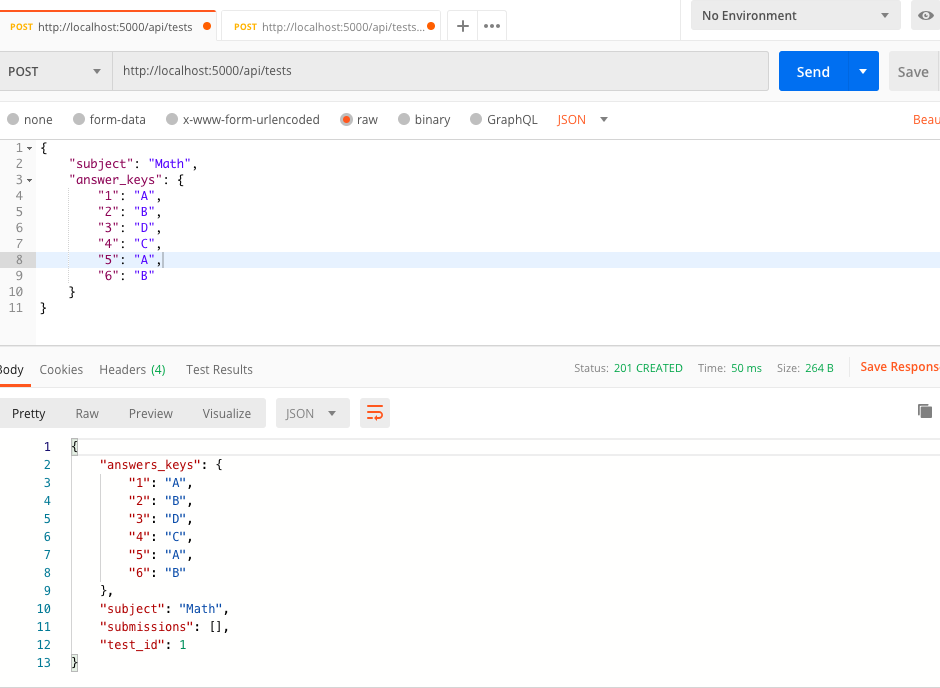 POST http://localhost:5000/api/tests POST http://localhost:5000/api/tests... + ••• No Environment
POST http://localhost:5000/api/tests Send Save
none form-data x-www-form-urlencoded raw binary GraphQL JSON Beau
1 {
2 "subject": "Math",
3 "answer_keys": {
4 "1": "A",
5 "2": "B",
6 "3": "D",
7 "4": "C",
8 "5": "A",
9 "6": "B"
10 }
11 }
Body Cookies Headers (4) Test Results Status: 201 CREATED Time: 50 ms Size: 264 B Save Respons
Pretty Raw Preview Visualize JSON
1 {
2 "answers_keys": {
3 "1": "A",
4 "2": "B",
5 "3": "D",
6 "4": "C",
7 "5": "A",
8 "6": "B"
9 },
10 "subject": "Math",
11 "submissions": [],
12 "test_id": 1
13 }